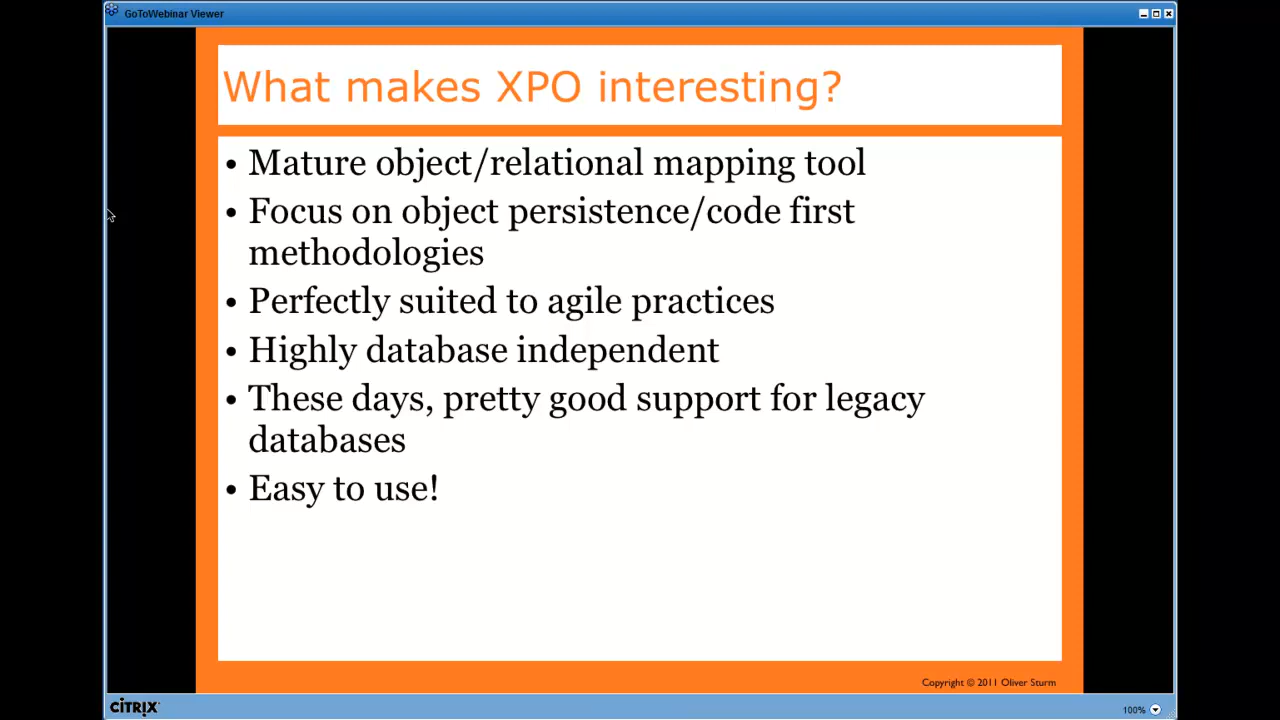 GoToWebinar Viewer
What makes XPO interesting?
• Mature object/relational mapping tool
• Focus on object persistence/code first
methodologies
• Perfectly suited to agile practices
• Highly database independent
• These days, pretty good support for legacy
databases
• Easy to use!
Copyright © 2011 Oliver Sturm
CITRIX
100%